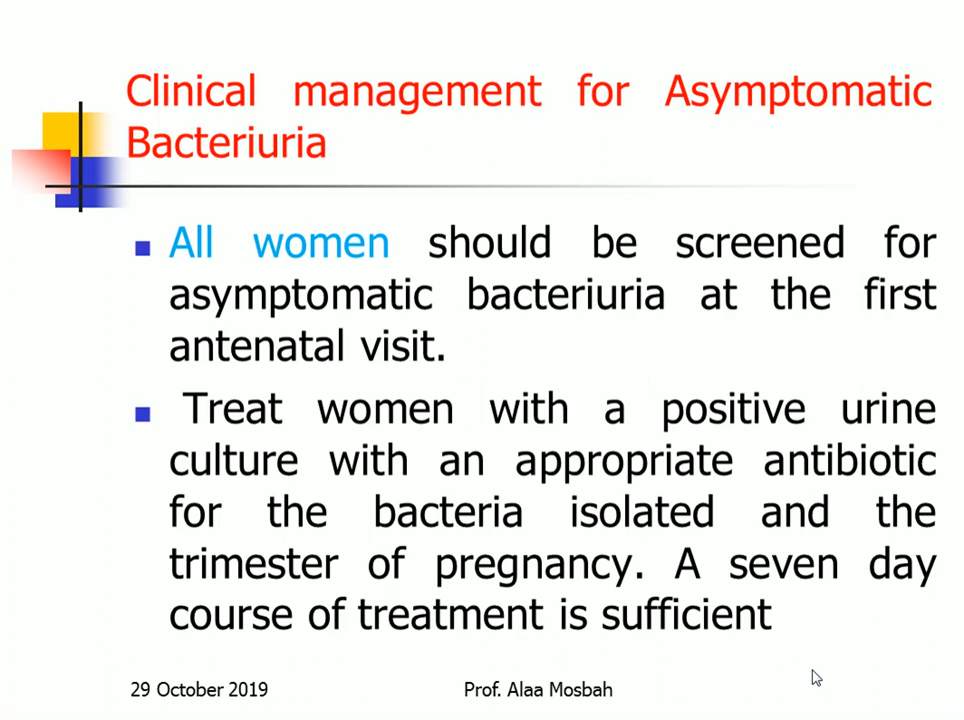 Clinical management for Asymptomatic
Bacteriuria
All women should be screened for
asymptomatic bacteriuria at the first
antenatal visit.
Treat women with a positive urine
culture with an appropriate antibiotic
for the bacteria isolated and the
trimester of pregnancy. A seven day
course of treatment is sufficient
29 October 2019
Prof. Alaa Mosbah